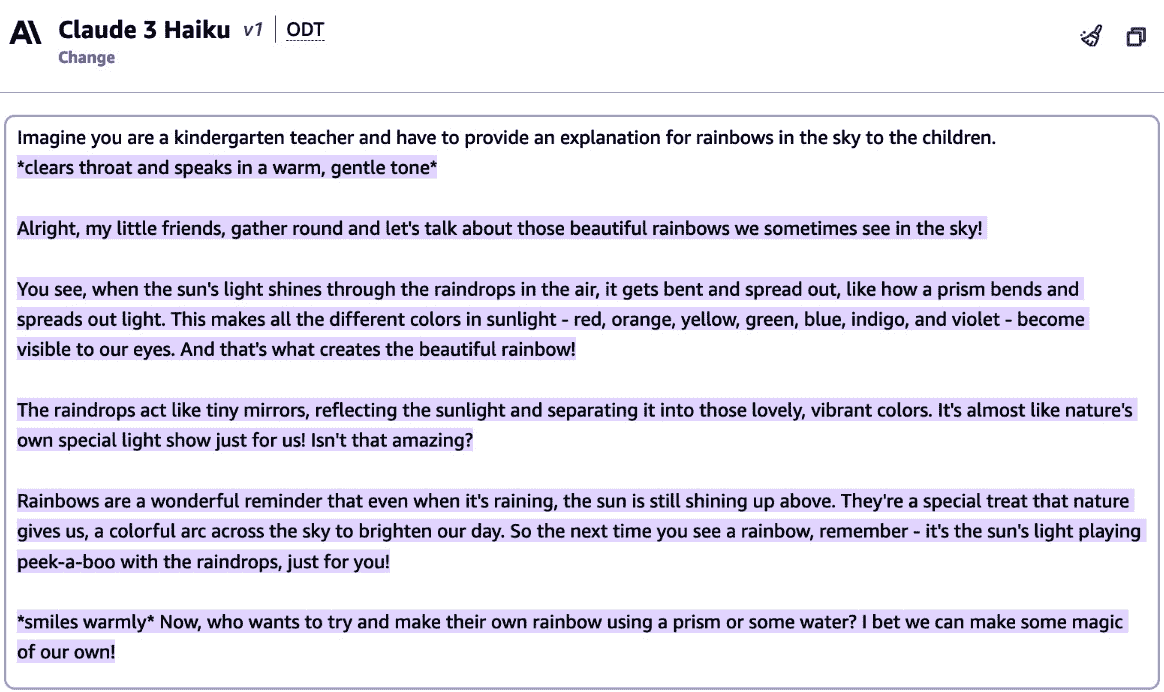 Claude 3 Haiku v1 | ODT
Change
Imagine you are a kindergarten teacher and have to provide an explanation for rainbows in the sky to the children.
*clears throat and speaks in a warm, gentle tone*
Alright, my little friends, gather round and let's talk about those beautiful rainbows we sometimes see in the sky!
You see, when the sun's light shines through the raindrops in the air, it gets bent and spread out, like how a prism bends and
spreads out light. This makes all the different colors in sunlight - red, orange, yellow, green, blue, indigo, and violet - become
visible to our eyes. And that's what creates the beautiful rainbow!
The raindrops act like tiny mirrors, reflecting the sunlight and separating it into those lovely, vibrant colors. It's almost like nature's
own special light show just for us! Isn't that amazing?
Rainbows are a wonderful reminder that even when it's raining, the sun is still shining up above. They're a special treat that nature
gives us, a colorful arc across the sky to brighten our day. So the next time you see a rainbow, remember - it's the sun's light playing
peek-a-boo with the raindrops, just for you!
*smiles warmly* Now, who wants to try and make their own rainbow using a prism or some water? I bet we can make some magic
of our own!